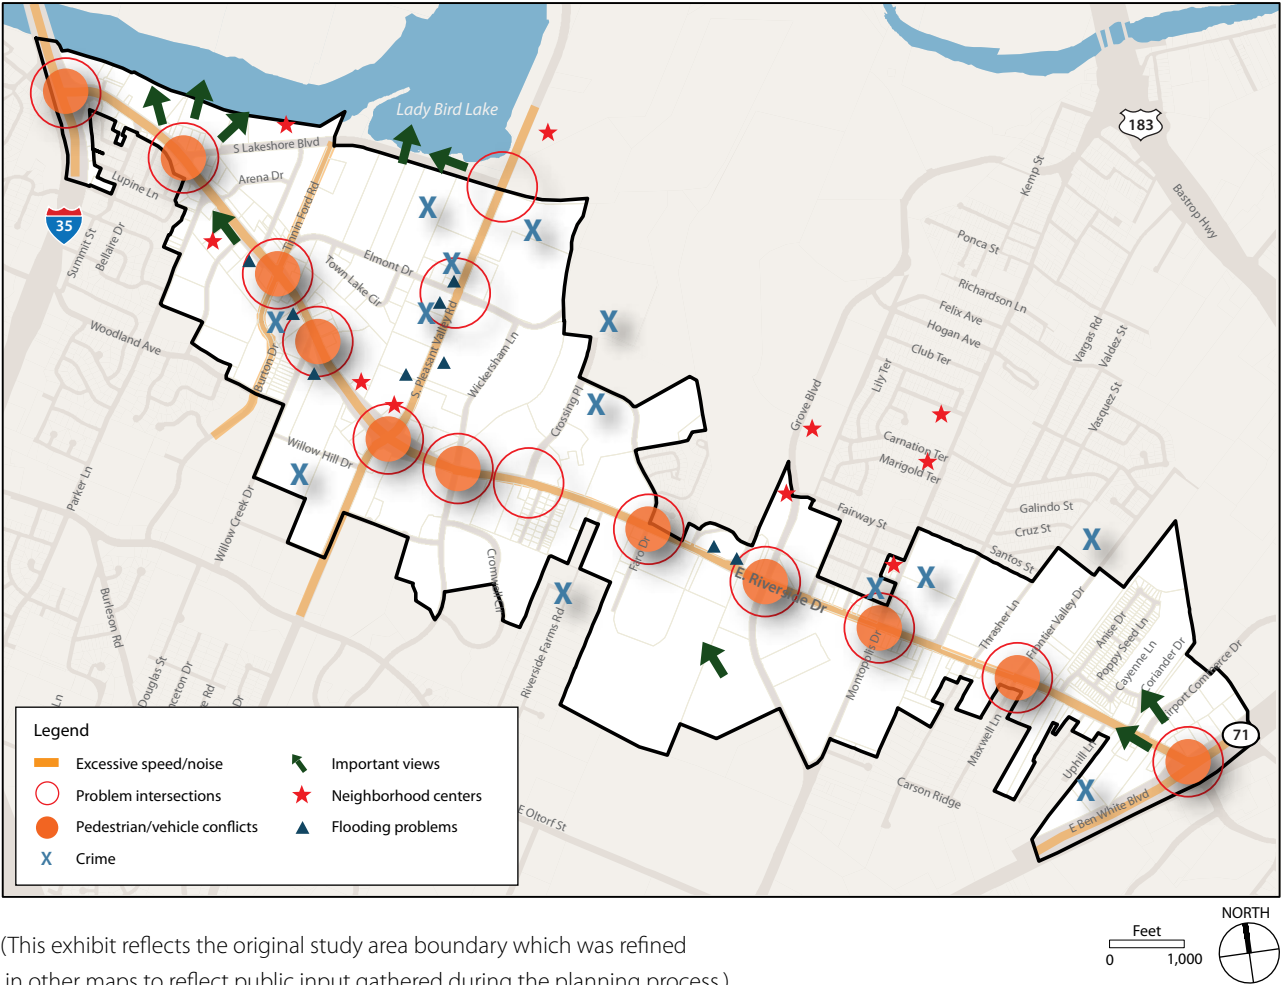 Lady Bird Lake
183
S Lakeshore Blvd
Arena Dr
Lupine Ln
35
Summit St
Bellaire Dr
Tinnin Ford Rd
Town Lake Cir
Elmont Dr
Woodland Ave
Burton Dr
S. Pleasant Valley Rd
Wickersham Ln
Crossing Pl
Willow Hill Dr
Parker Ln
Willow Creek Dr
Cromwell Cir
Burleson Rd
Douglas St
nceton Dr
re Rd
Dr
Ln
Riverside Farms Rd
Faro Dr
E. Riverside Dr
Montopolis Dr
Grove Blvd
Kemp St
Bastrop Hwy
Ponca St
Richardson Ln
Felix Ave
Hogan Ave
Club Ter
Lily Ter
Vargas Rd
Valdez St
Vasquez St
Carnation Ter
Marigold Ter
Fairway St
Galindo St
Cruz St
Santos St
Thrasher Ln
Frontier Valley Dr
Anise Dr
Poppy Seed Ln
Cayenne Ln
Coriander Dr
irport Commerce Dr
71
Maxwell Ln
Uphill Ln
Carson Ridge
E Ben White Blvd
E Oltorf St
Legend
Excessive speed/noise
Problem intersections
Pedestrian/vehicle conflicts
Crime
Important views
Neighborhood centers
Flooding problems
NORTH
Feet
0 1,000
(This exhibit reflects the original study area boundary which was refined
in other maps to reflect public input gathered during the planning process.)